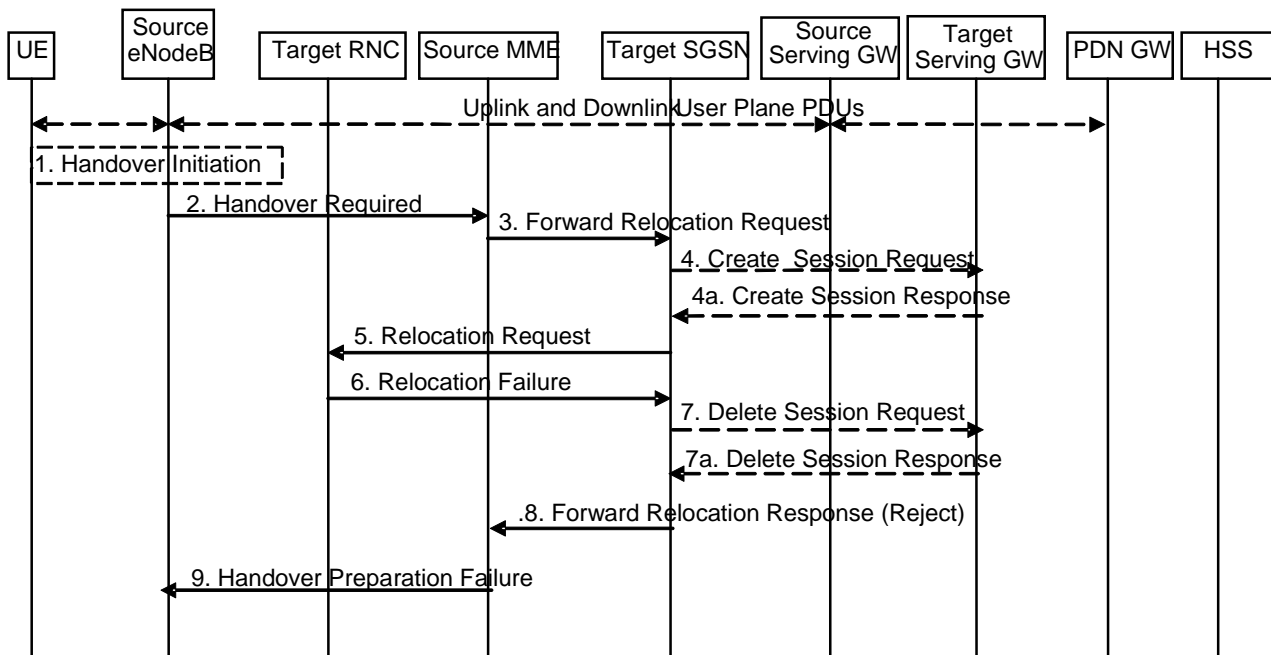 UE
Source
eNodeB
Target RNC
Source MME
Target SGSN
Source
Serving GW
Target
Serving GW
PDN GW
HSS
Uplink and Downlink User Plane PDUs
1. Handover Initiation
2. Handover Required
3. Forward Relocation Request
4. Create Session Request
4a. Create Session Response
5. Relocation Request
6. Relocation Failure
7. Delete Session Request
7a. Delete Session Response
.8. Forward Relocation Response (Reject)
9. Handover Preparation Failure